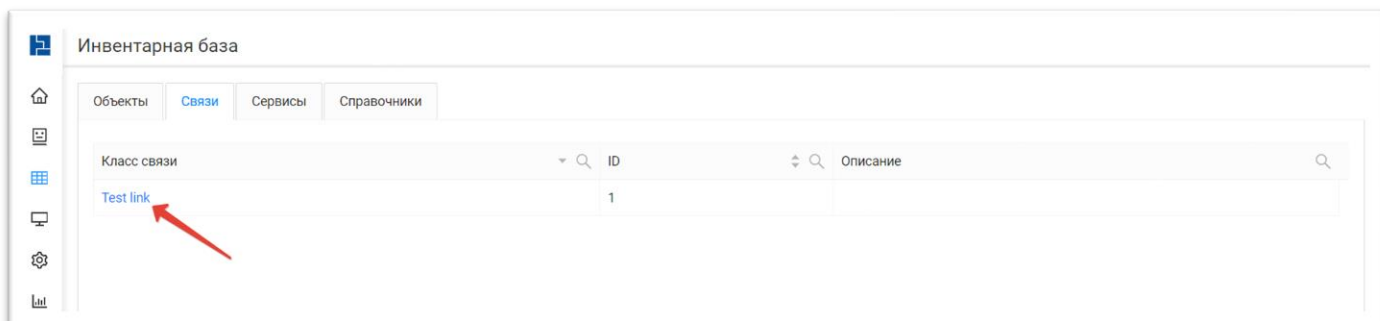 Инвентарная база
Объекты Связи Сервисы Справочники
Класс связи ID Описание
Test link 1